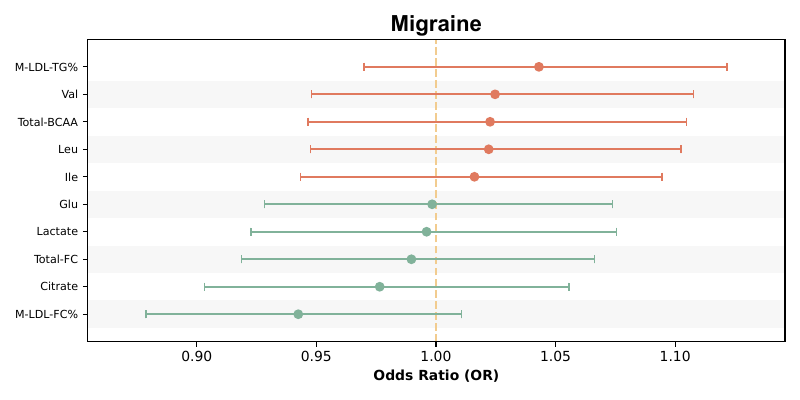 Migraine
M-LDL-TG%
Val
Total-BCAA
Leu
Ile
Glu
Lactate
Total-FC
Citrate
M-LDL-FC%
0.90 0.95 1.00 1.05 1.10
Odds Ratio (OR)